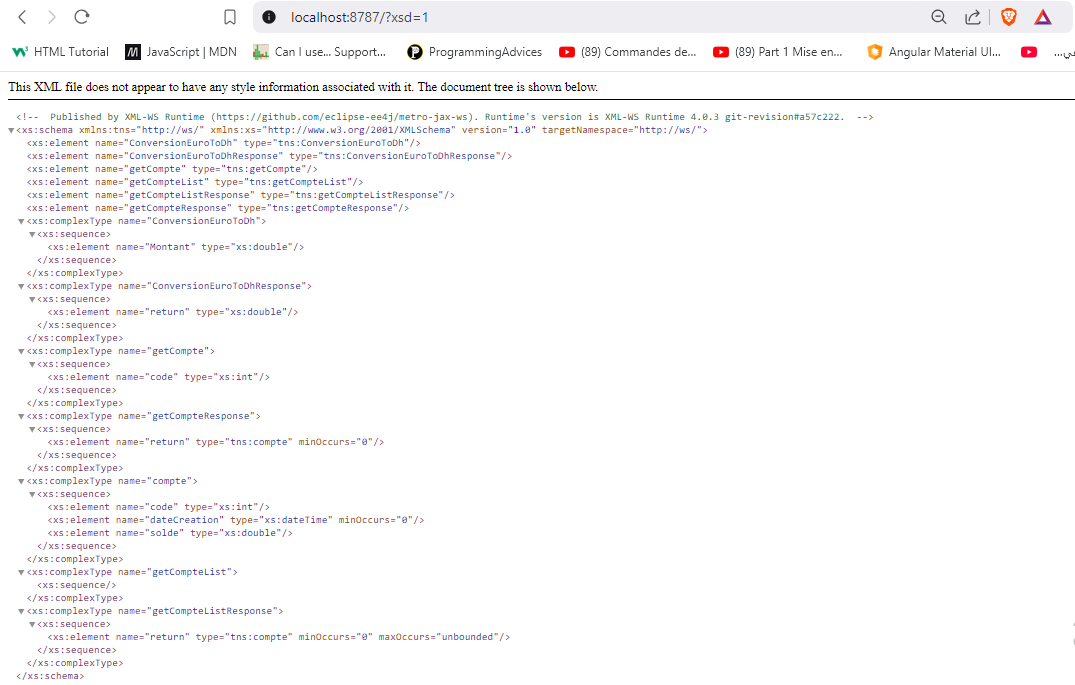 localhost:8787/?xsd=1
HTML Tutorial
JavaScript | MDN
Can I use... Support...
ProgrammingAdvices
(89) Commandes de...
(89) Part 1 Mise en...
Angular Material UI...
This XML file does not appear to have any style information associated with it. The document tree is shown below.
<!--  Published by XML-WS Runtime (https://github.com/eclipse-ee4j/metro-jax-ws). Runtime's version is XML-WS Runtime 4.0.3 git-revision#a57c222.  -->
▼<xs:schema xmlns:tns="http://ws/" xmlns:xs="http://www.w3.org/2001/XMLSchema" version="1.0" targetNamespace="http://ws/">
<xs:element name="ConversionEuroToDh" type="tns:ConversionEuroToDh"/>
<xs:element name="ConversionEuroToDhResponse" type="tns:ConversionEuroToDhResponse"/>
<xs:element name="getCompte" type="tns:getCompte"/>
<xs:element name="getCompteList" type="tns:getCompteList"/>
<xs:element name="getCompteListResponse" type="tns:getCompteListResponse"/>
<xs:element name="getCompteResponse" type="tns:getCompteResponse"/>
▼<xs:complexType name="ConversionEuroToDh">
▼<xs:sequence>
<xs:element name="Montant" type="xs:double"/>
</xs:sequence>
</xs:complexType>
▼<xs:complexType name="ConversionEuroToDhResponse">
▼<xs:sequence>
<xs:element name="return" type="xs:double"/>
</xs:sequence>
</xs:complexType>
▼<xs:complexType name="getCompte">
▼<xs:sequence>
<xs:element name="code" type="xs:int"/>
</xs:sequence>
</xs:complexType>
▼<xs:complexType name="getCompteResponse">
▼<xs:sequence>
<xs:element name="return" type="tns:compte" minOccurs="0"/>
</xs:sequence>
</xs:complexType>
▼<xs:complexType name="compte">
▼<xs:sequence>
<xs:element name="code" type="xs:int"/>
<xs:element name="dateCreation" type="xs:dateTime" minOccurs="0"/>
<xs:element name="solde" type="xs:double"/>
</xs:sequence>
</xs:complexType>
▼<xs:complexType name="getCompteList">
<xs:sequence/>
</xs:complexType>
▼<xs:complexType name="getCompteListResponse">
▼<xs:sequence>
<xs:element name="return" type="tns:compte" minOccurs="0" maxOccurs="unbounded"/>
</xs:sequence>
</xs:complexType>
</xs:schema>